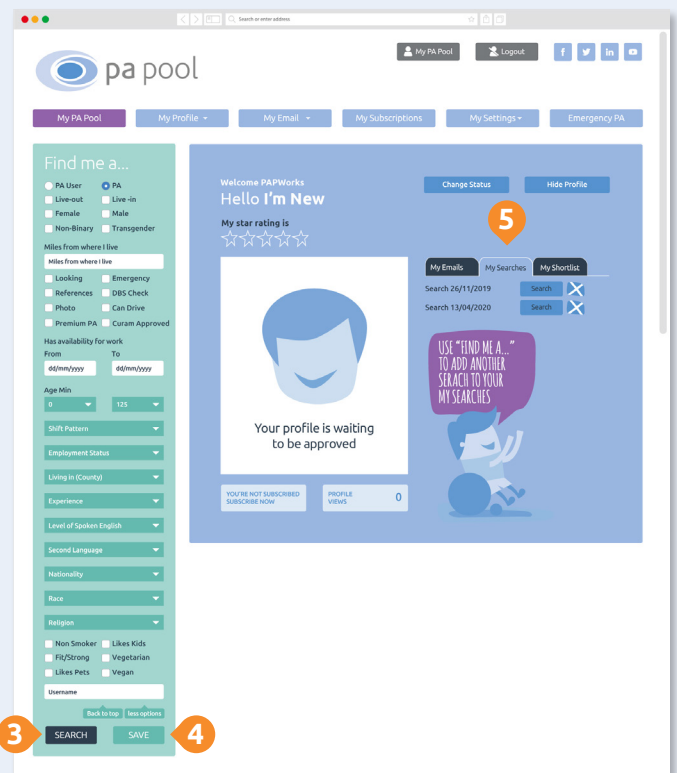 Search or enter address
pa pool
My PA Pool
Logout
f
in
My PA Pool
My Profile
My Email
My Subscriptions
My Settings
Emergency PA
Find me a...
PA User PA
Live-out Live -in
Female Male
Non-Binary Transgender
Miles from where I live
Miles from where I live
Looking Emergency
References DBS Check
Photo Can Drive
Premium PA Curam Approved
Has availability for work
From To
dd/mm/yyyy dd/mm/yyyy
Age Min
0 125
Shift Pattern
Employment Status
Living in (County)
Experience
Level of Spoken English
Second Language
Nationality
Race
Religion
Non Smoker Likes Kids
Fit/Strong Vegetarian
Likes Pets Vegan
Username
Back to top less options
3 SEARCH SAVE 4
Welcome PAPWorks
Hello I'm New
My star rating is
Your profile is waiting
to be approved
YOU'RE NOT SUBSCRIBED
SUBSCRIBE NOW
PROFILE
VIEWS
0
Change Status Hide Profile
5
My Emails My Searches My Shortlist
Search 26/11/2019 Search
Search 13/04/2020 Search
USE "FIND ME A..."
TO ADD ANOTHER
SERACH TO YOUR
MY SEARCHES